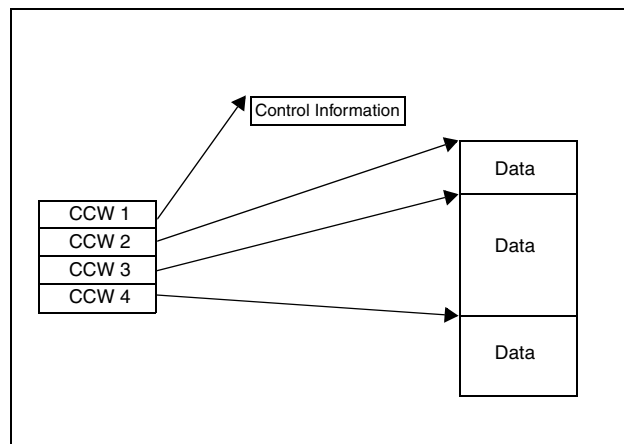 Control Information
CCW 1
CCW 2
CCW 3
CCW 4
Data
Data
Data